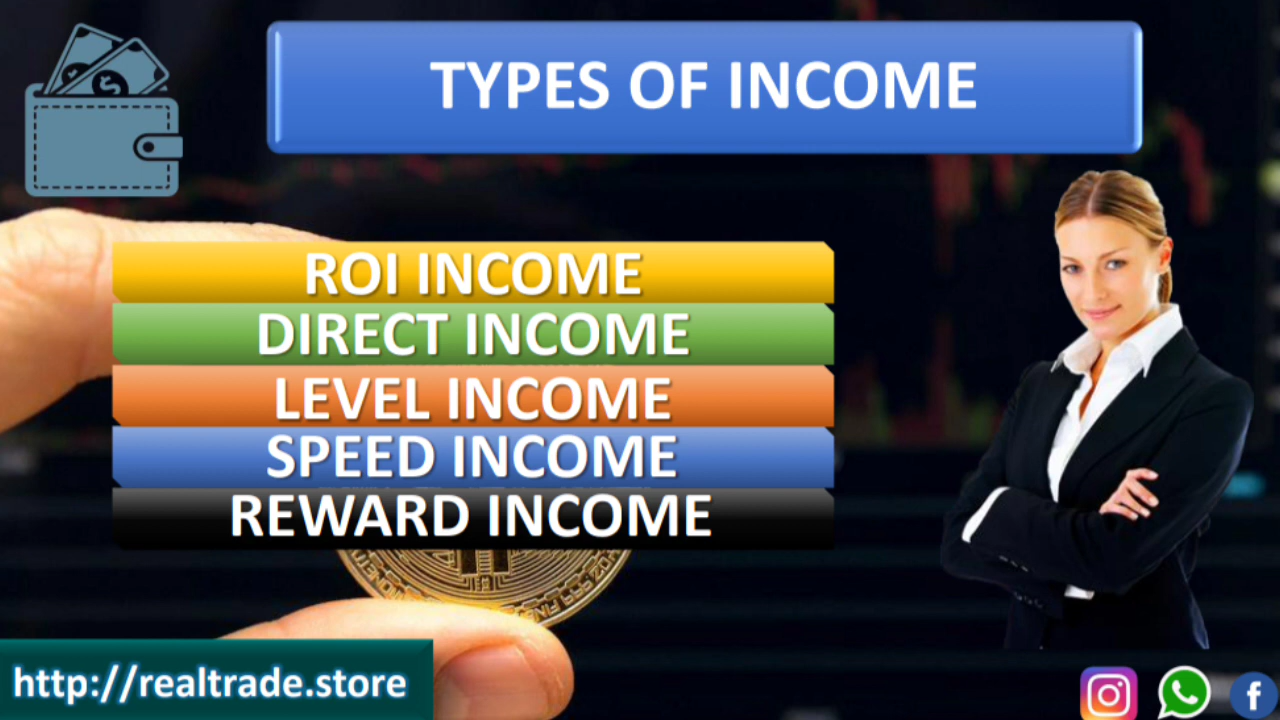 TYPES OF INCOME
ROI INCOME
DIRECT INCOME
LEVEL INCOME
SPEED INCOME
REWARD INCOME
http://realtrade.store